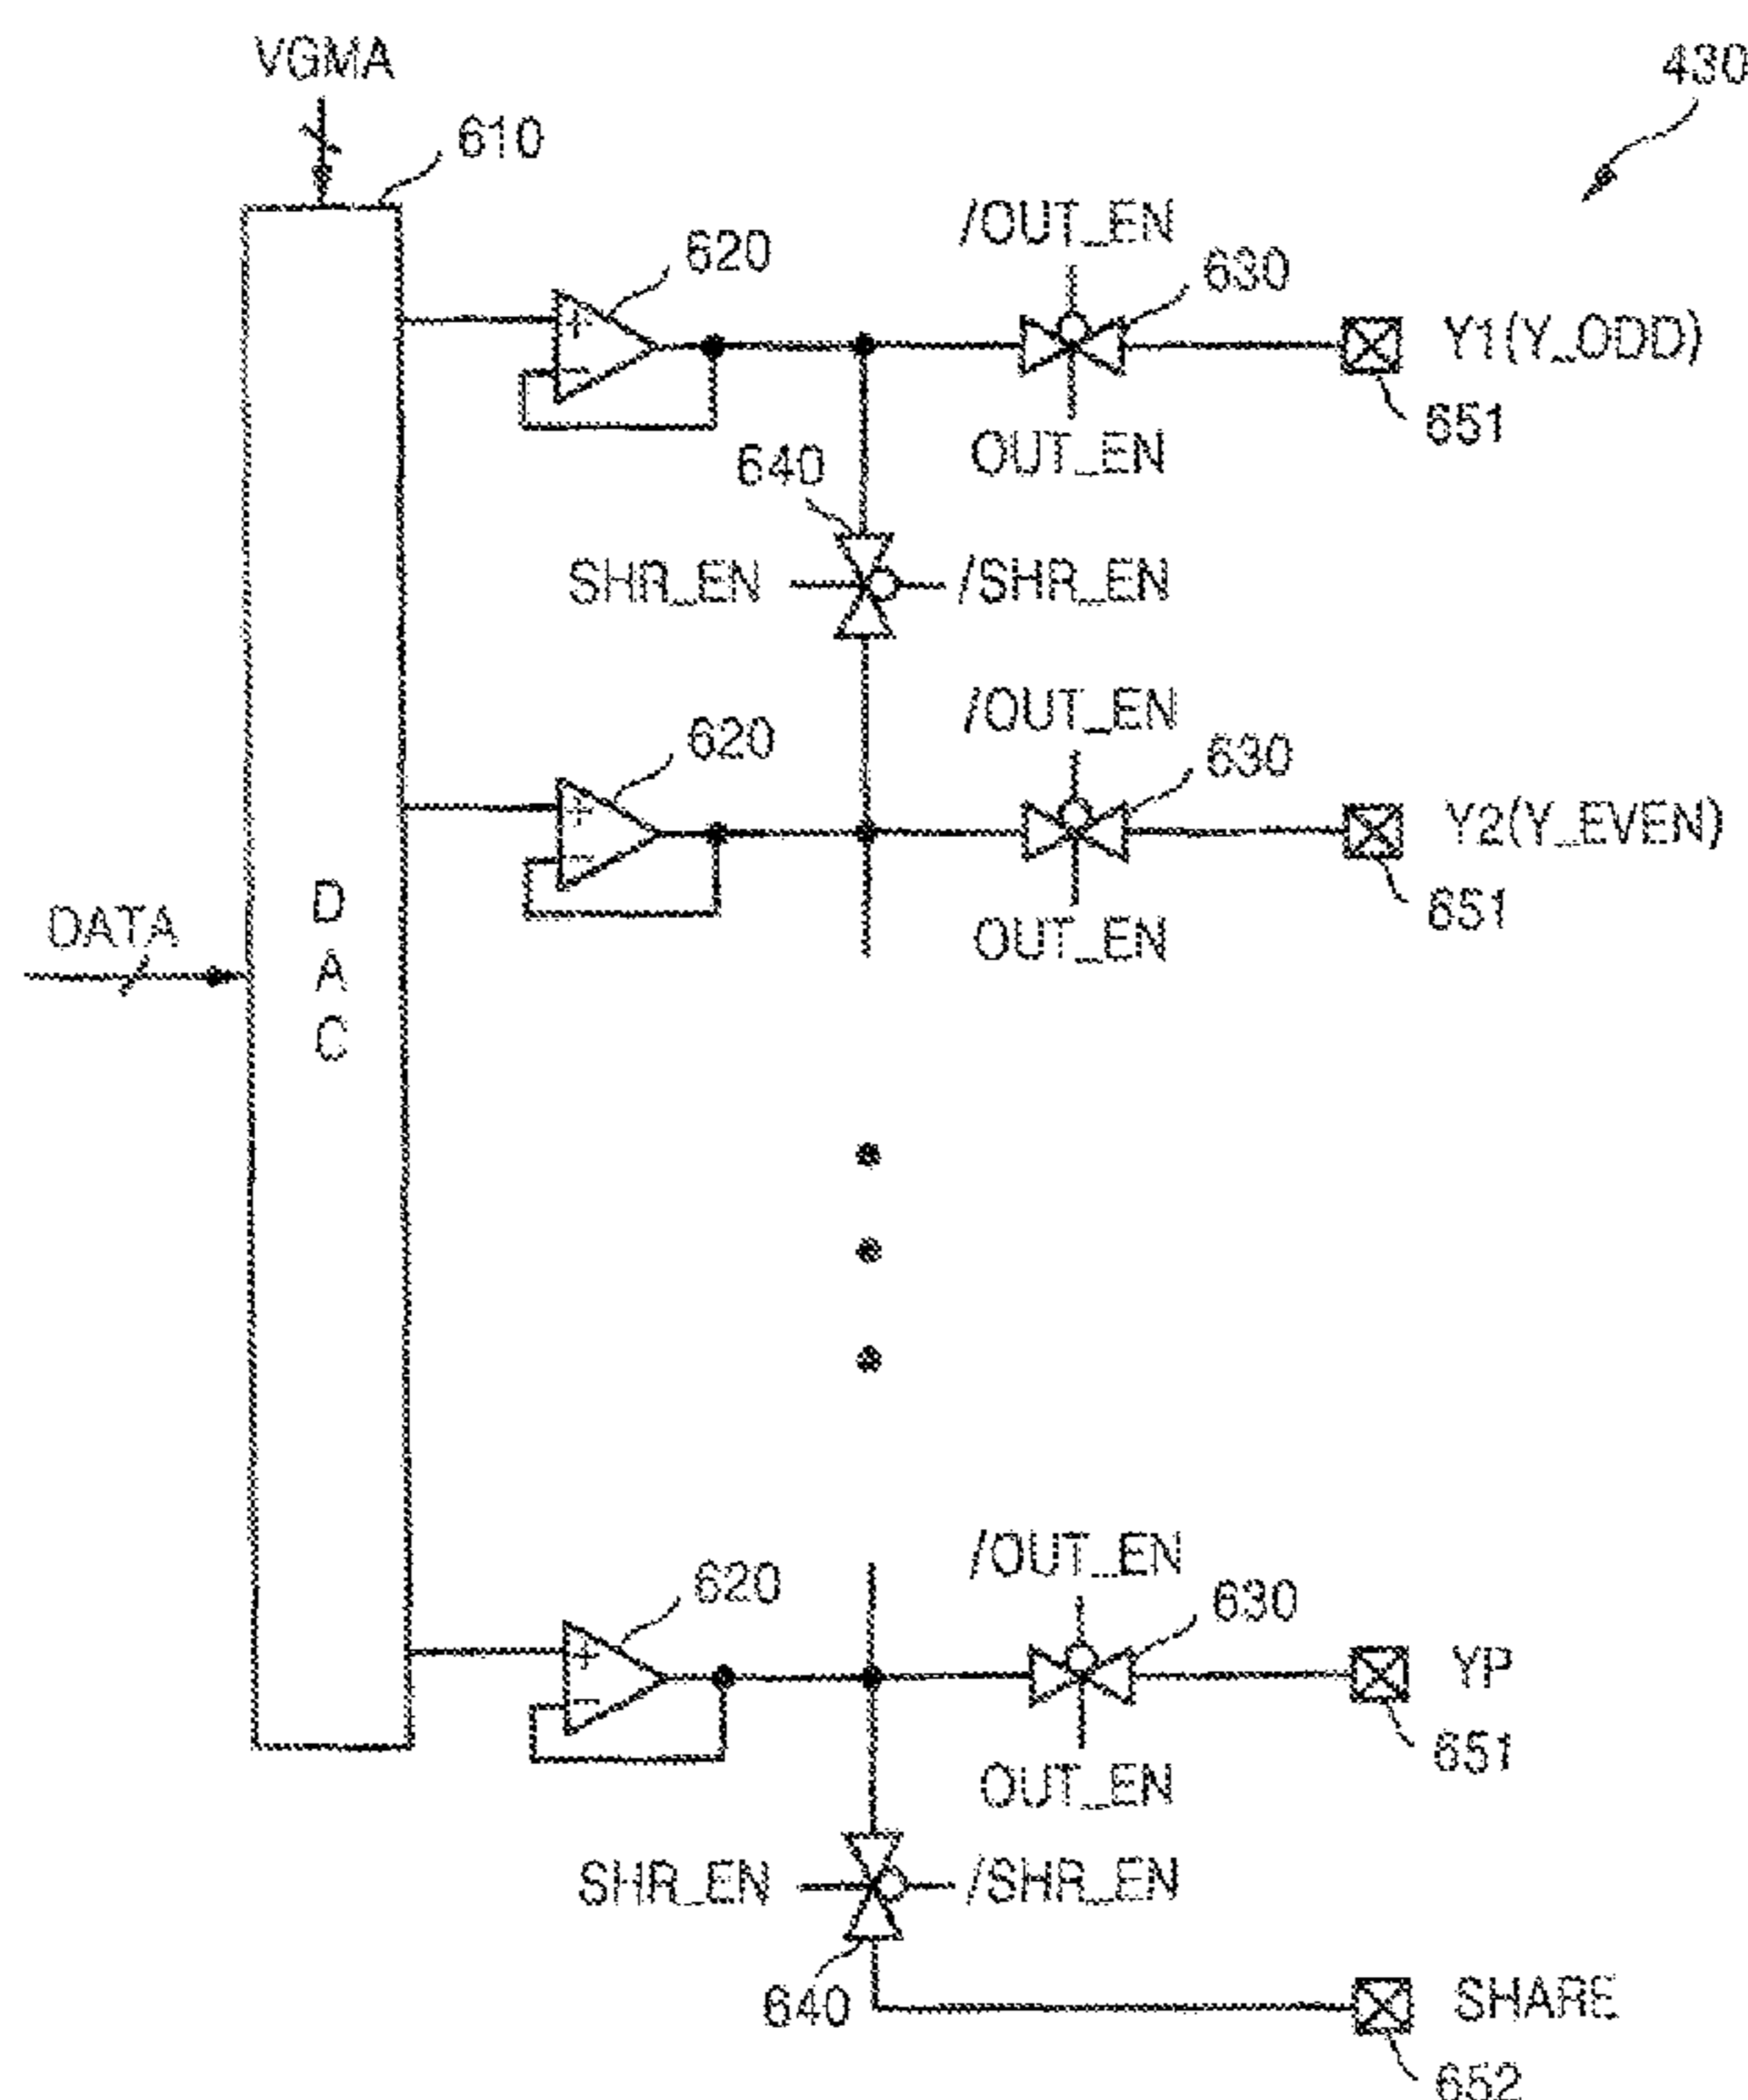 VGMA
430
610
620
/OUT_EN
630
Y1(Y_ODD)
651
OUT_EN
640
SHR_EN
/SHR_EN
620
/OUT_EN
630
Y2(Y_EVEN)
651
OUT_EN
DATA
D
A
C
620
/OUT_EN
630
YP
651
OUT_EN
SHR_EN
/SHR_EN
640
SHARE
652